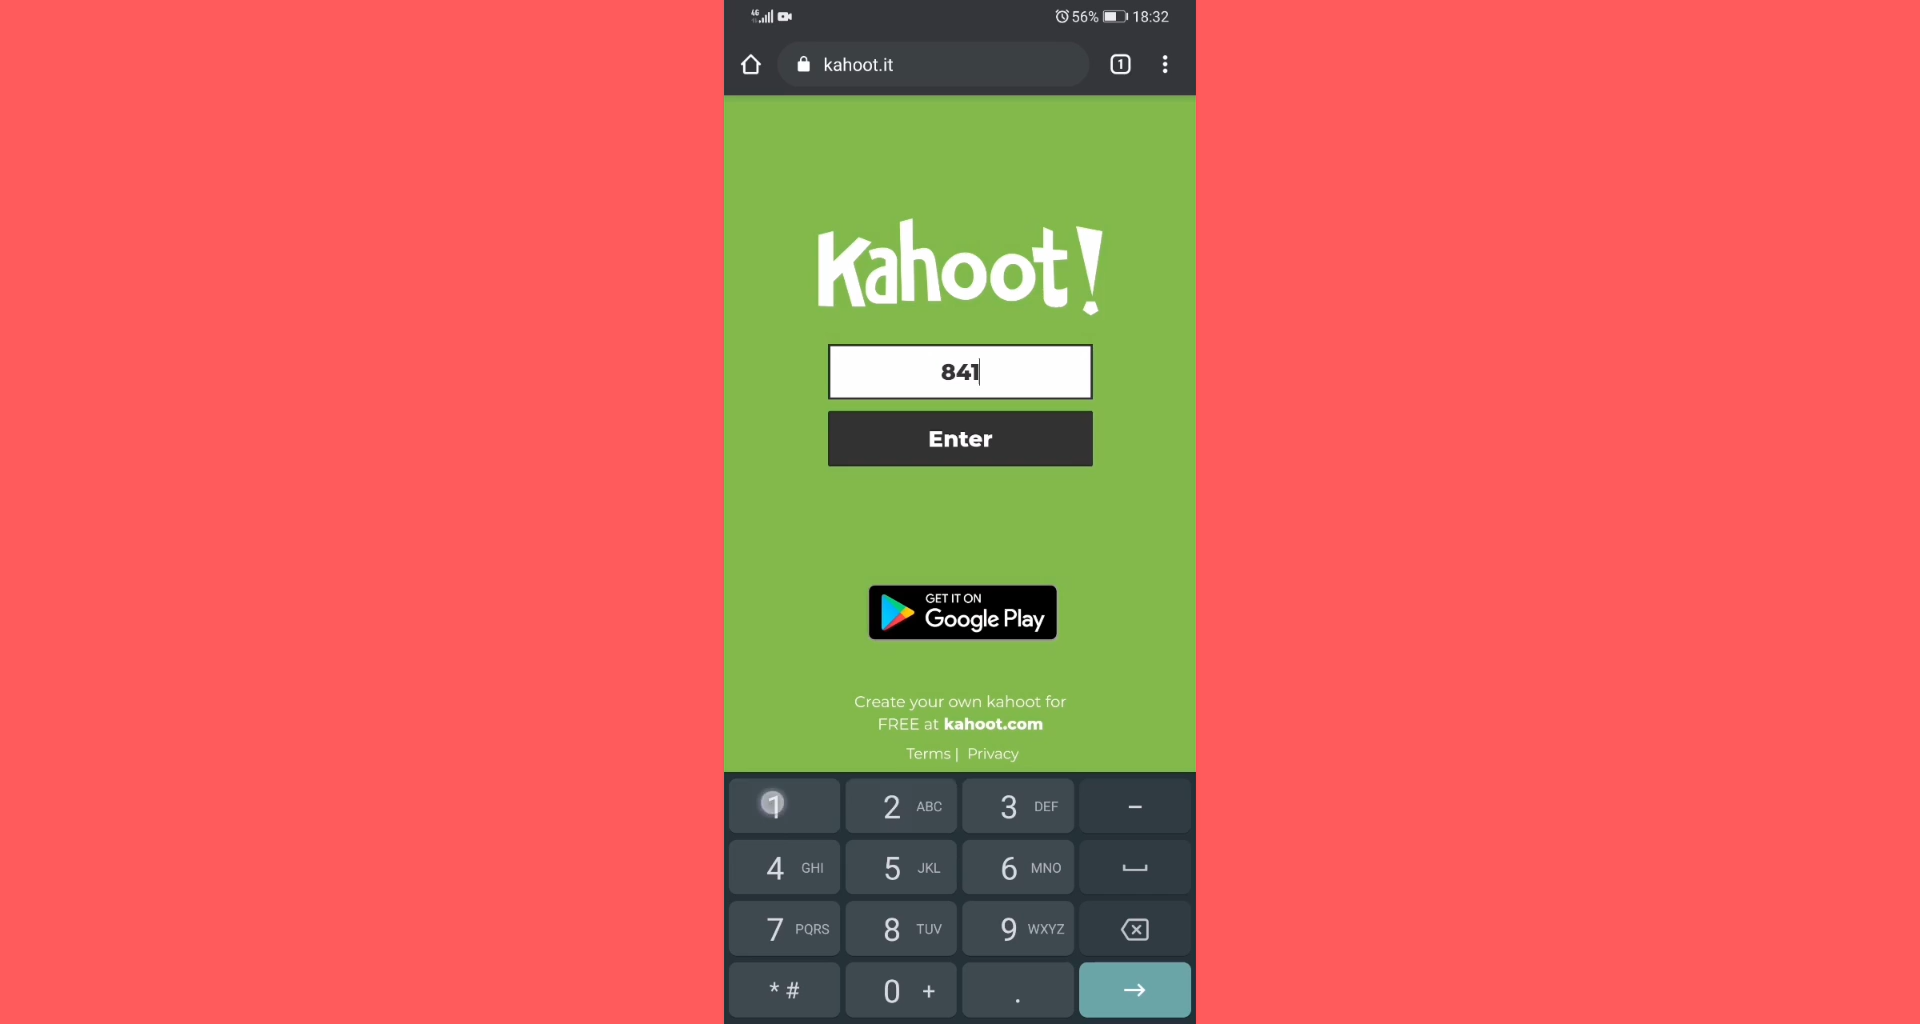 4G 56% 18:32
kahoot.it 1
Kahoot!
841
Enter
GET IT ON
Google Play
Create your own kahoot for
FREE at kahoot.com
Terms | Privacy
1 2 ABC 3 DEF -
4 GHI 5 JKL 6 MNO
7 PQRS 8 TUV 9 WXYZ
* # 0 + .